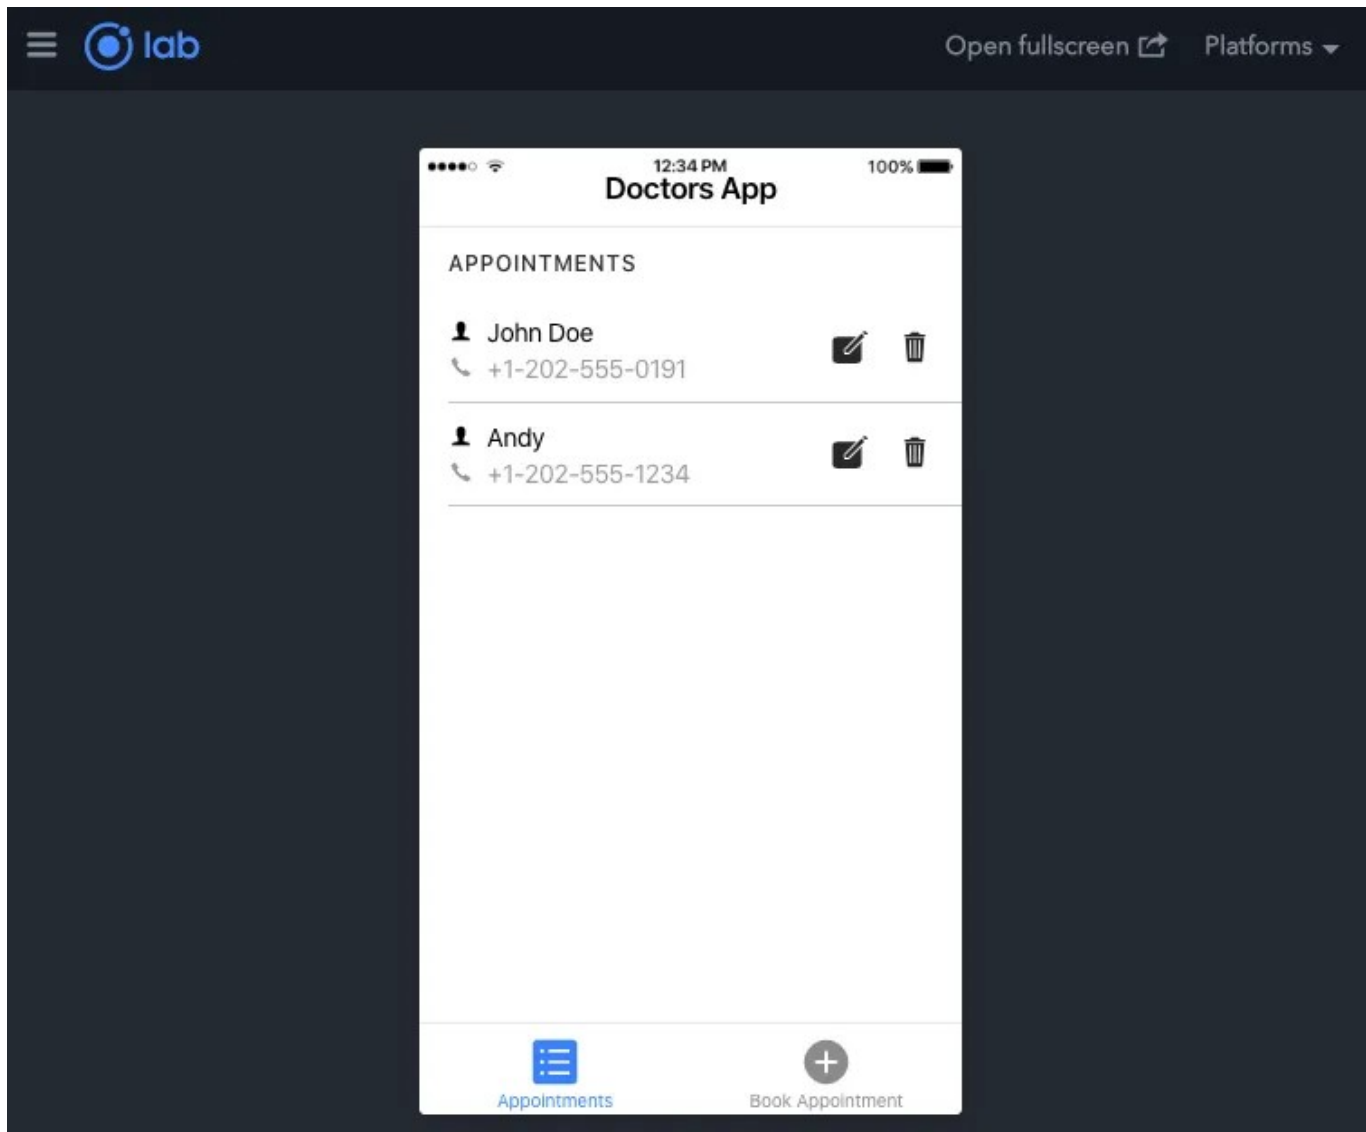 lab
Open fullscreen
Platforms
12:34 PM
100%
Doctors App
APPOINTMENTS
John Doe
+1-202-555-0191
Andy
+1-202-555-1234
Appointments
Book Appointment